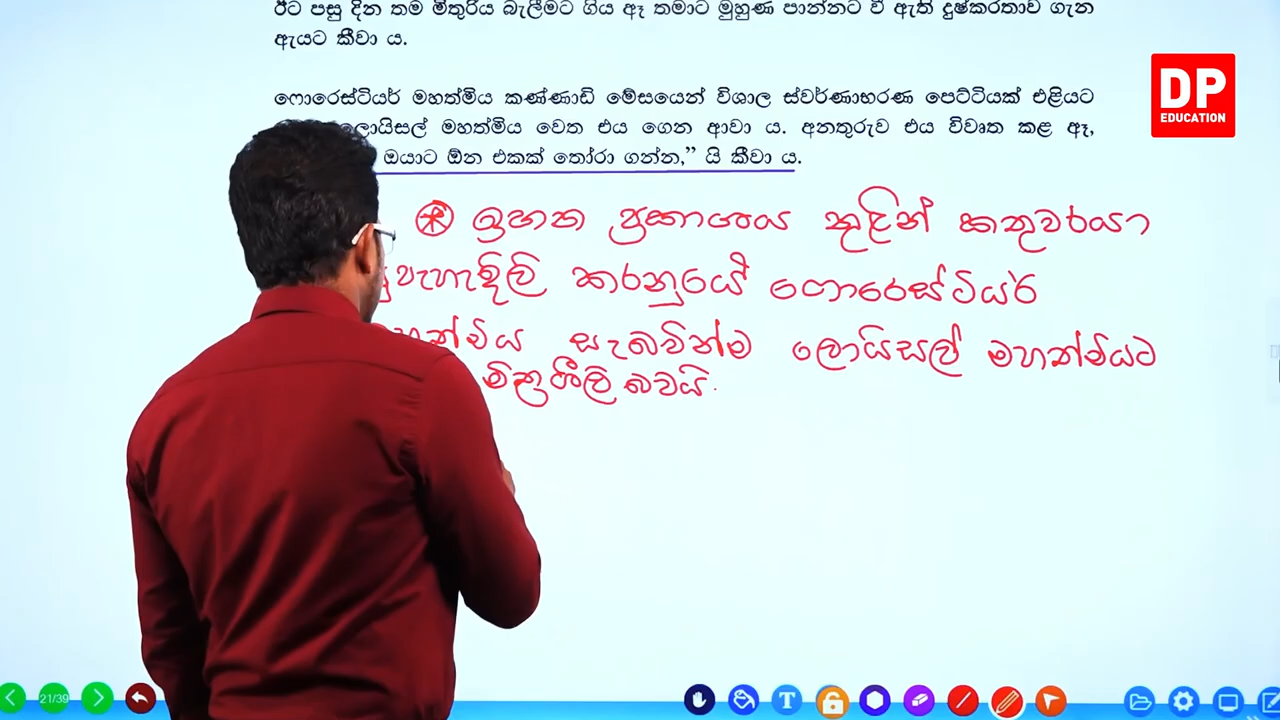 ඊට පසු දින තම මිතුරිය බැලීමට ගිය ඈ තමාට මුහුණ පාන්නට වී ඇති දුෂ්කරතාව ගැන
ඇයට කීවා ය.
ෆොරෙස්ටියර් මහත්මිය කණ්ණාඩි මේසයෙන් විශාල ස්වර්ණාභරණ පෙට්ටියක් එළියට
ලොයිසල් මහත්මිය වෙත එය ගෙන ආවා ය. අනතුරුව එය විවෘත කළ ඈ,
ඔයාට ඕන එකක් තෝරා ගන්න,” යි කීවා ය.
ඉහත ප්‍රකාශය තුළින් කතුවරයා
කරනුයේ ෆොරෙස්ටියර්
සැබවින්ම ලොයිසල් මහත්මියට
මිත්‍රශීලී බවයි.
DP
EDUCATION
21/39
T